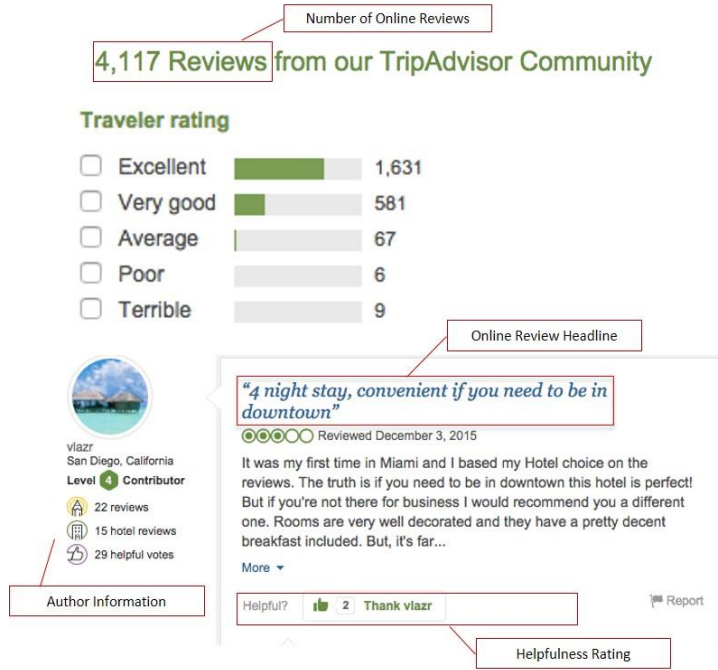 Number of Online Reviews
4,117 Reviews from our TripAdvisor Community
Traveler rating
Excellent 1,631
Very good 581
Average 67
Poor 6
Terrible 9
Online Review Headline
"4 night stay, convenient if you need to be in
downtown"
Reviewed December 3, 2015
vlazr
San Diego, California
Level 4 Contributor
22 reviews
15 hotel reviews
29 helpful votes
Author Information
It was my first time in Miami and I based my Hotel choice on the
reviews. The truth is if you need to be in downtown this hotel is perfect!
But if you're not there for business I would recommend you a different
one. Rooms are very well decorated and they have a pretty decent
breakfast included. But, it's far...
More
Helpful? 2 Thank vlazr
Report
Helpfulness Rating